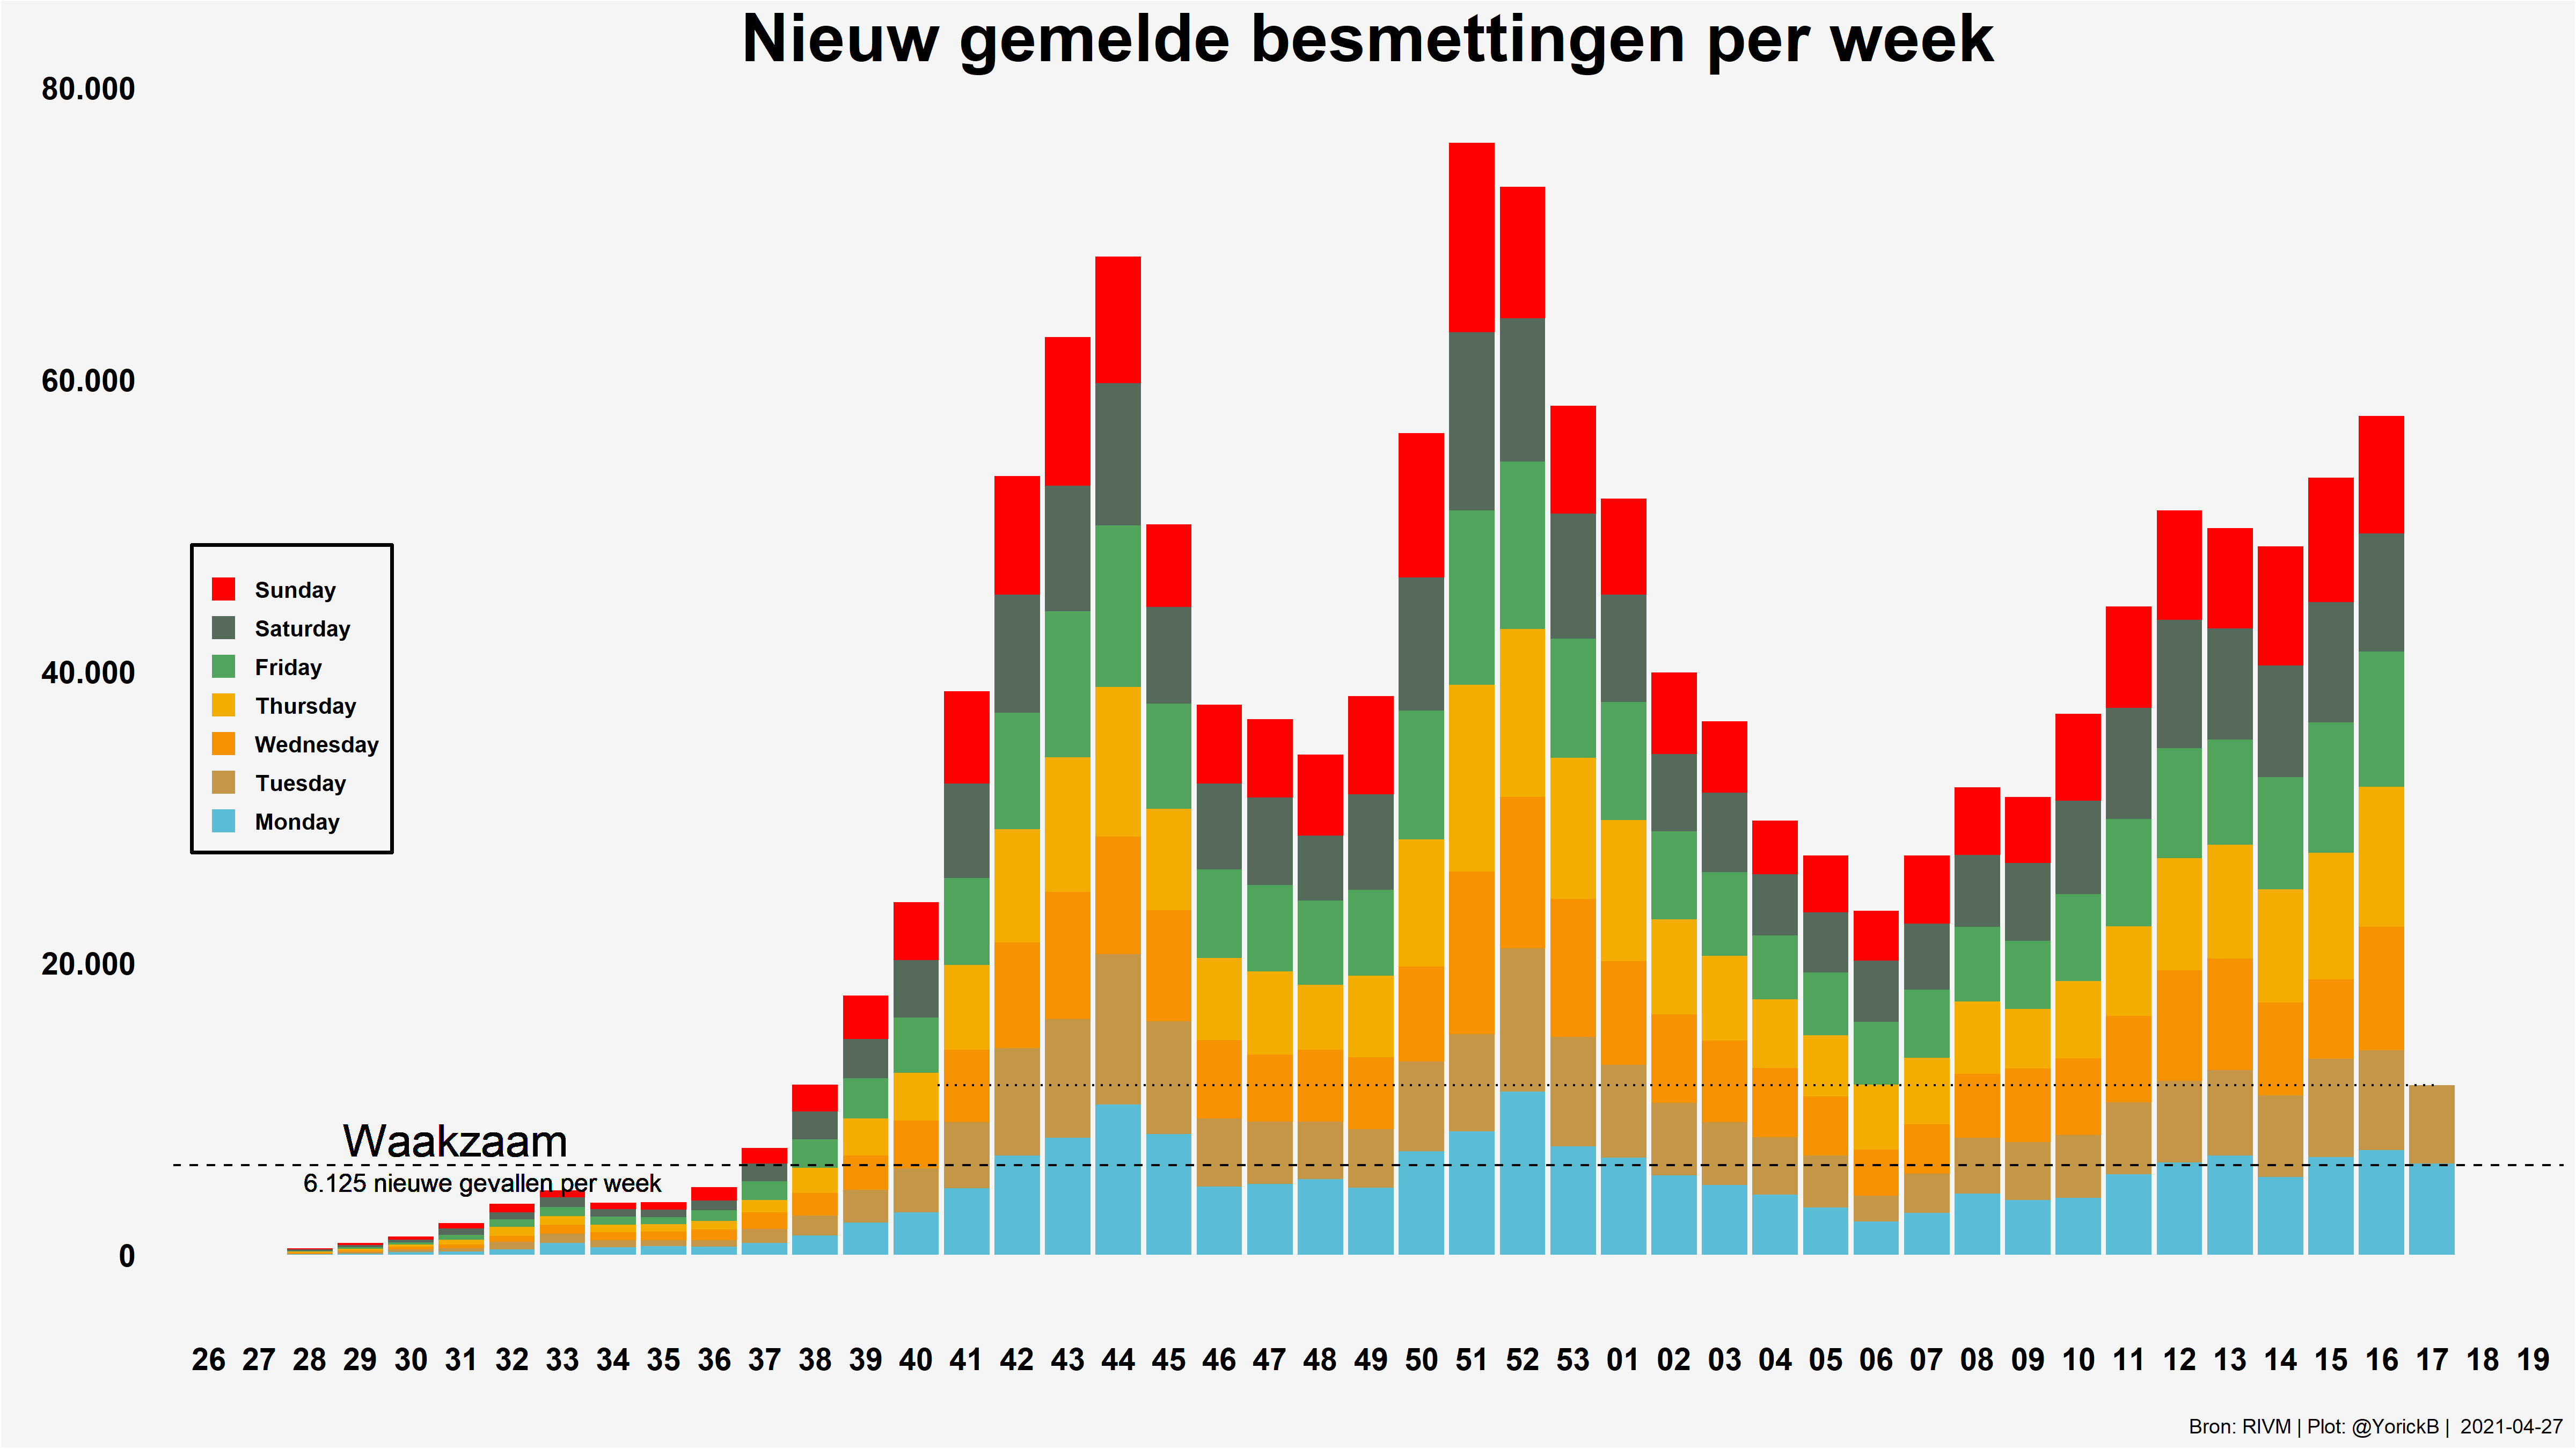 Nieuw gemelde besmettingen per week
80.000
60.000
40.000
20.000
0
Sunday
Saturday
Friday
Thursday
Wednesday
Tuesday
Monday
Waakzaam
6.125 nieuwe gevallen per week
26 27 28 29 30 31 32 33 34 35 36 37 38 39 40 41 42 43 44 45 46 47 48 49 50 51 52 53 01 02 03 04 05 06 07 08 09 10 11 12 13 14 15 16 17 18 19
Bron: RIVM | Plot: @YorickB | 2021-04-27